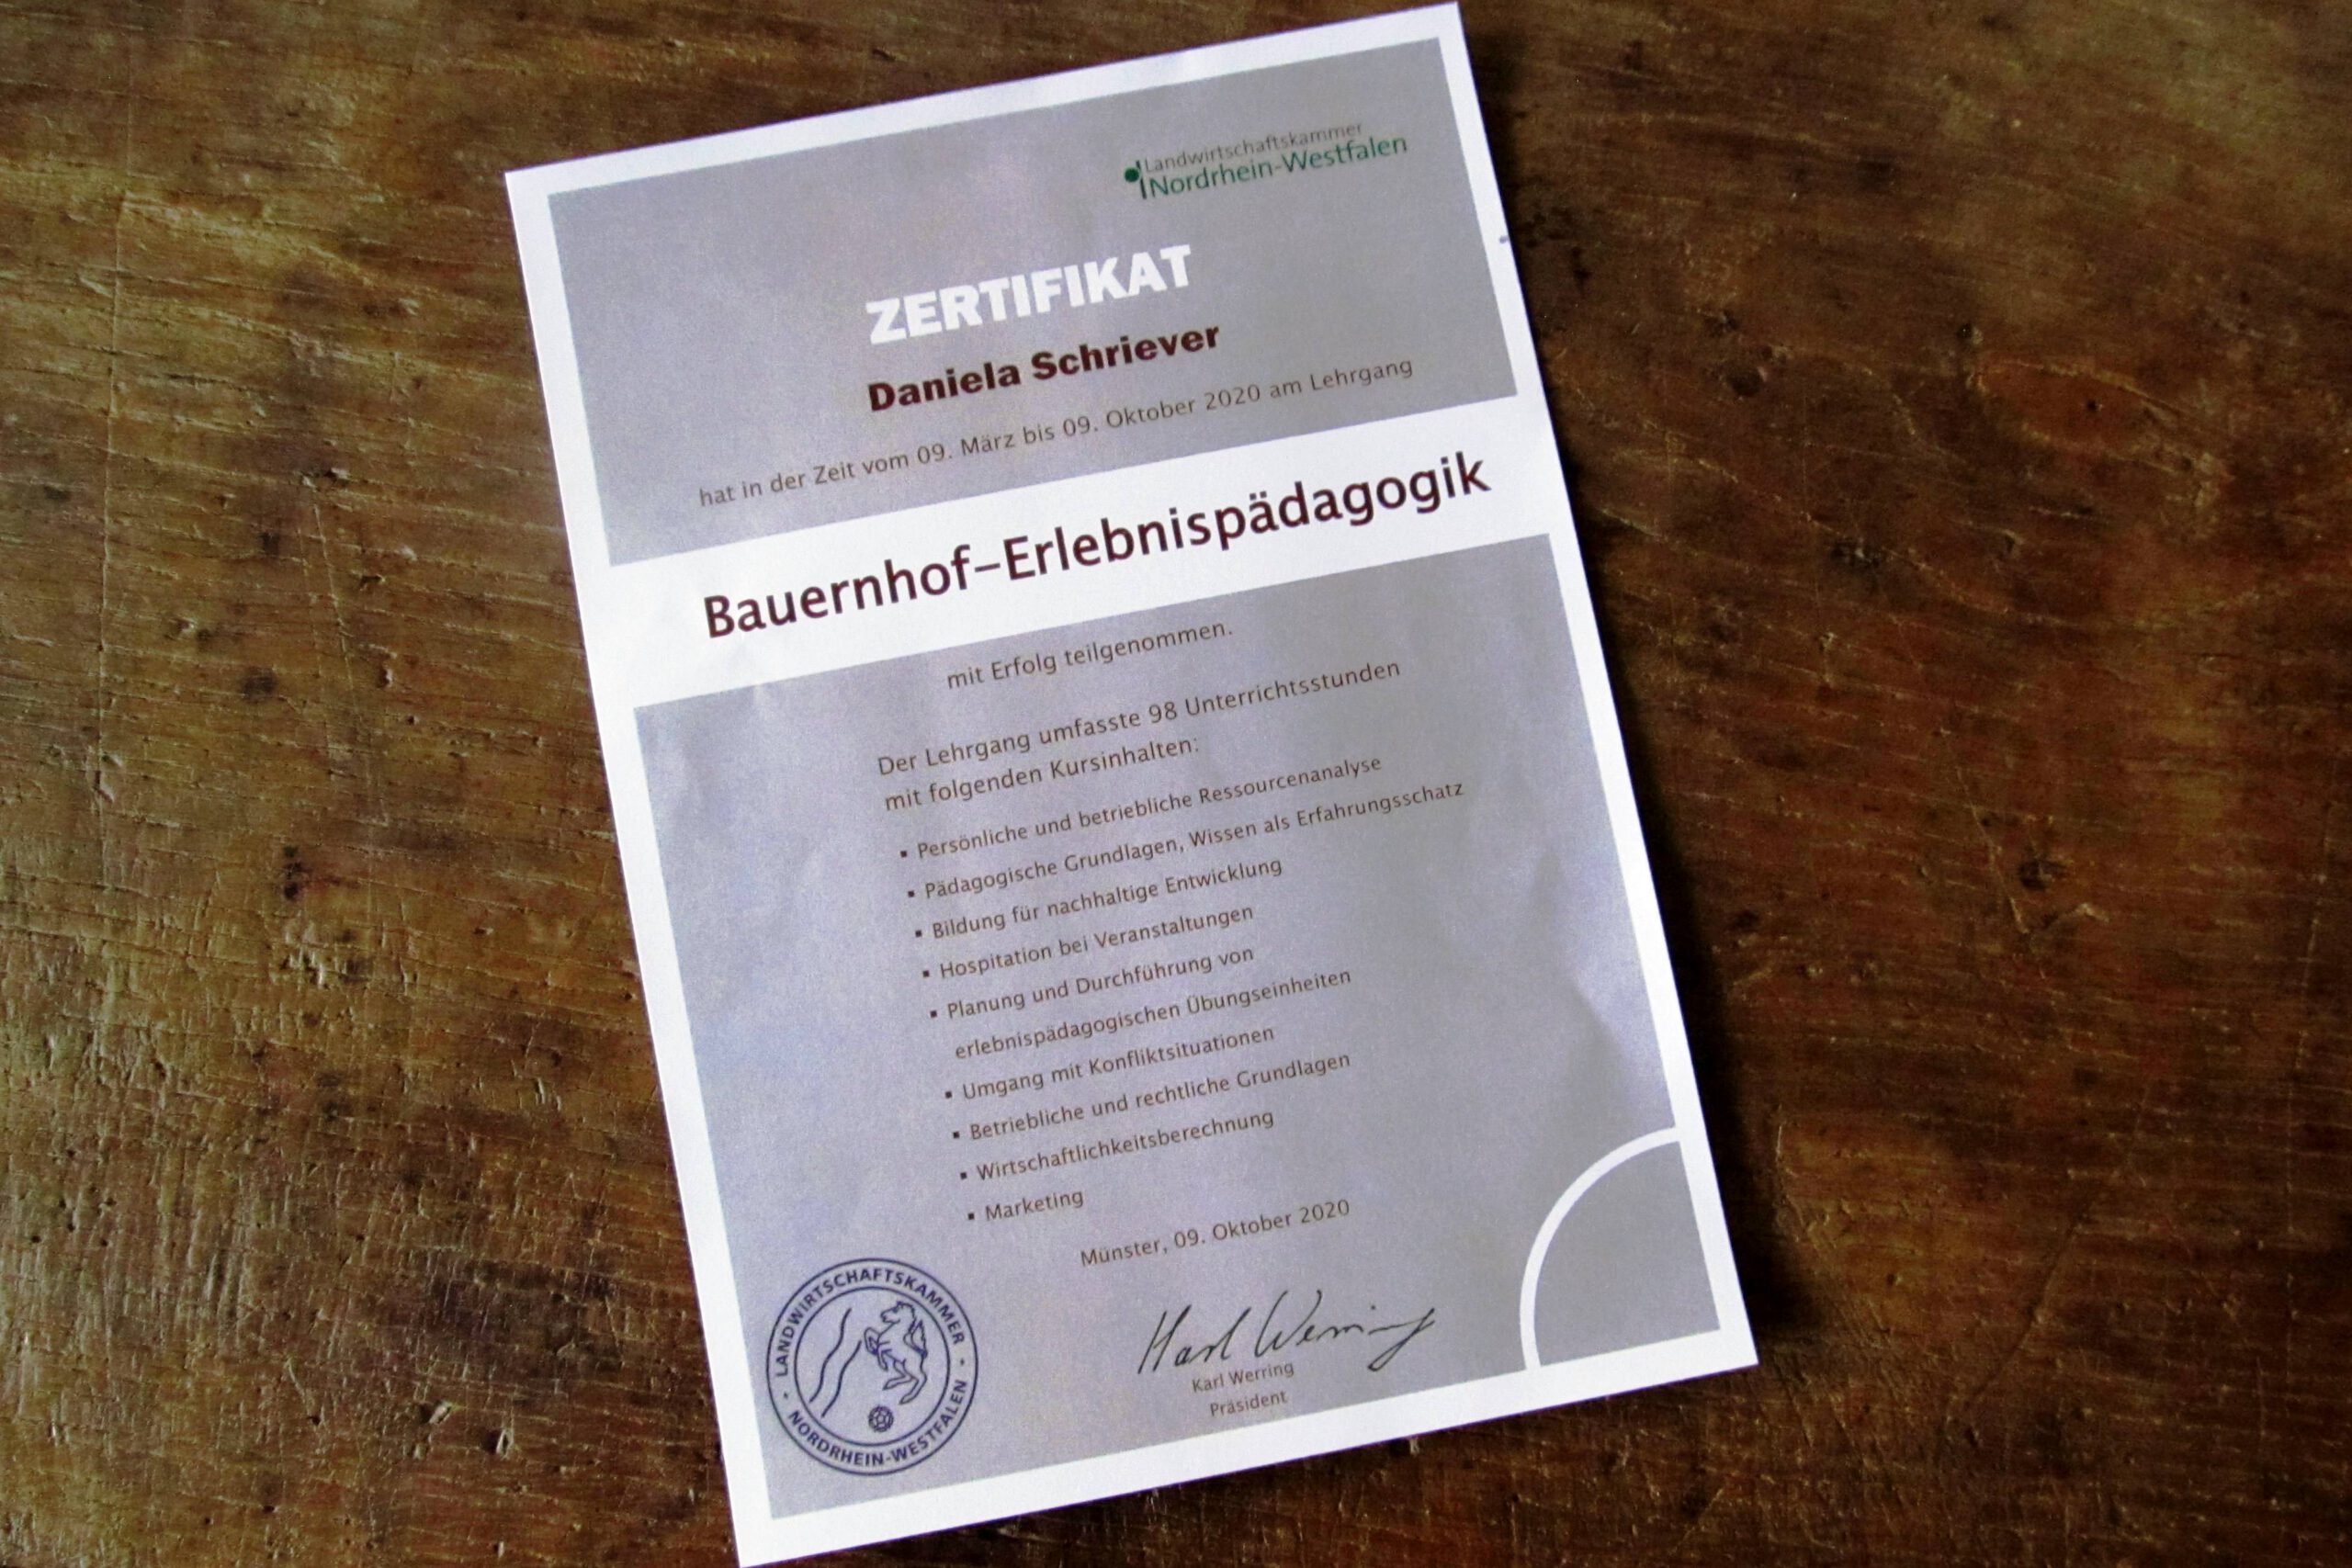 Landwirtschaftskammer
Nordrhein-Westfalen
ZERTIFIKAT
Daniela Schriever
hat in der Zeit vom 09. März bis 09. Oktober 2020 am Lehrgang
Bauernhof-Erlebnispädagogik
mit Erfolg teilgenommen.
Der Lehrgang umfasste 98 Unterrichtsstunden
mit folgenden Kursinhalten:
▪ Persönliche und betriebliche Ressourcenanalyse
▪ Pädagogische Grundlagen, Wissen als Erfahrungsschatz
▪ Bildung für nachhaltige Entwicklung
▪ Hospitation bei Veranstaltungen
▪ Planung und Durchführung von
erlebnispädagogischen Übungseinheiten
▪ Umgang mit Konfliktsituationen
▪ Betriebliche und rechtliche Grundlagen
▪ Wirtschaftlichkeitsberechnung
▪ Marketing
Münster, 09. Oktober 2020
Karl Werring
Karl Werring
Präsident
LANDWIRTSCHAFTSKAMMER
NORDRHEIN-WESTFALEN